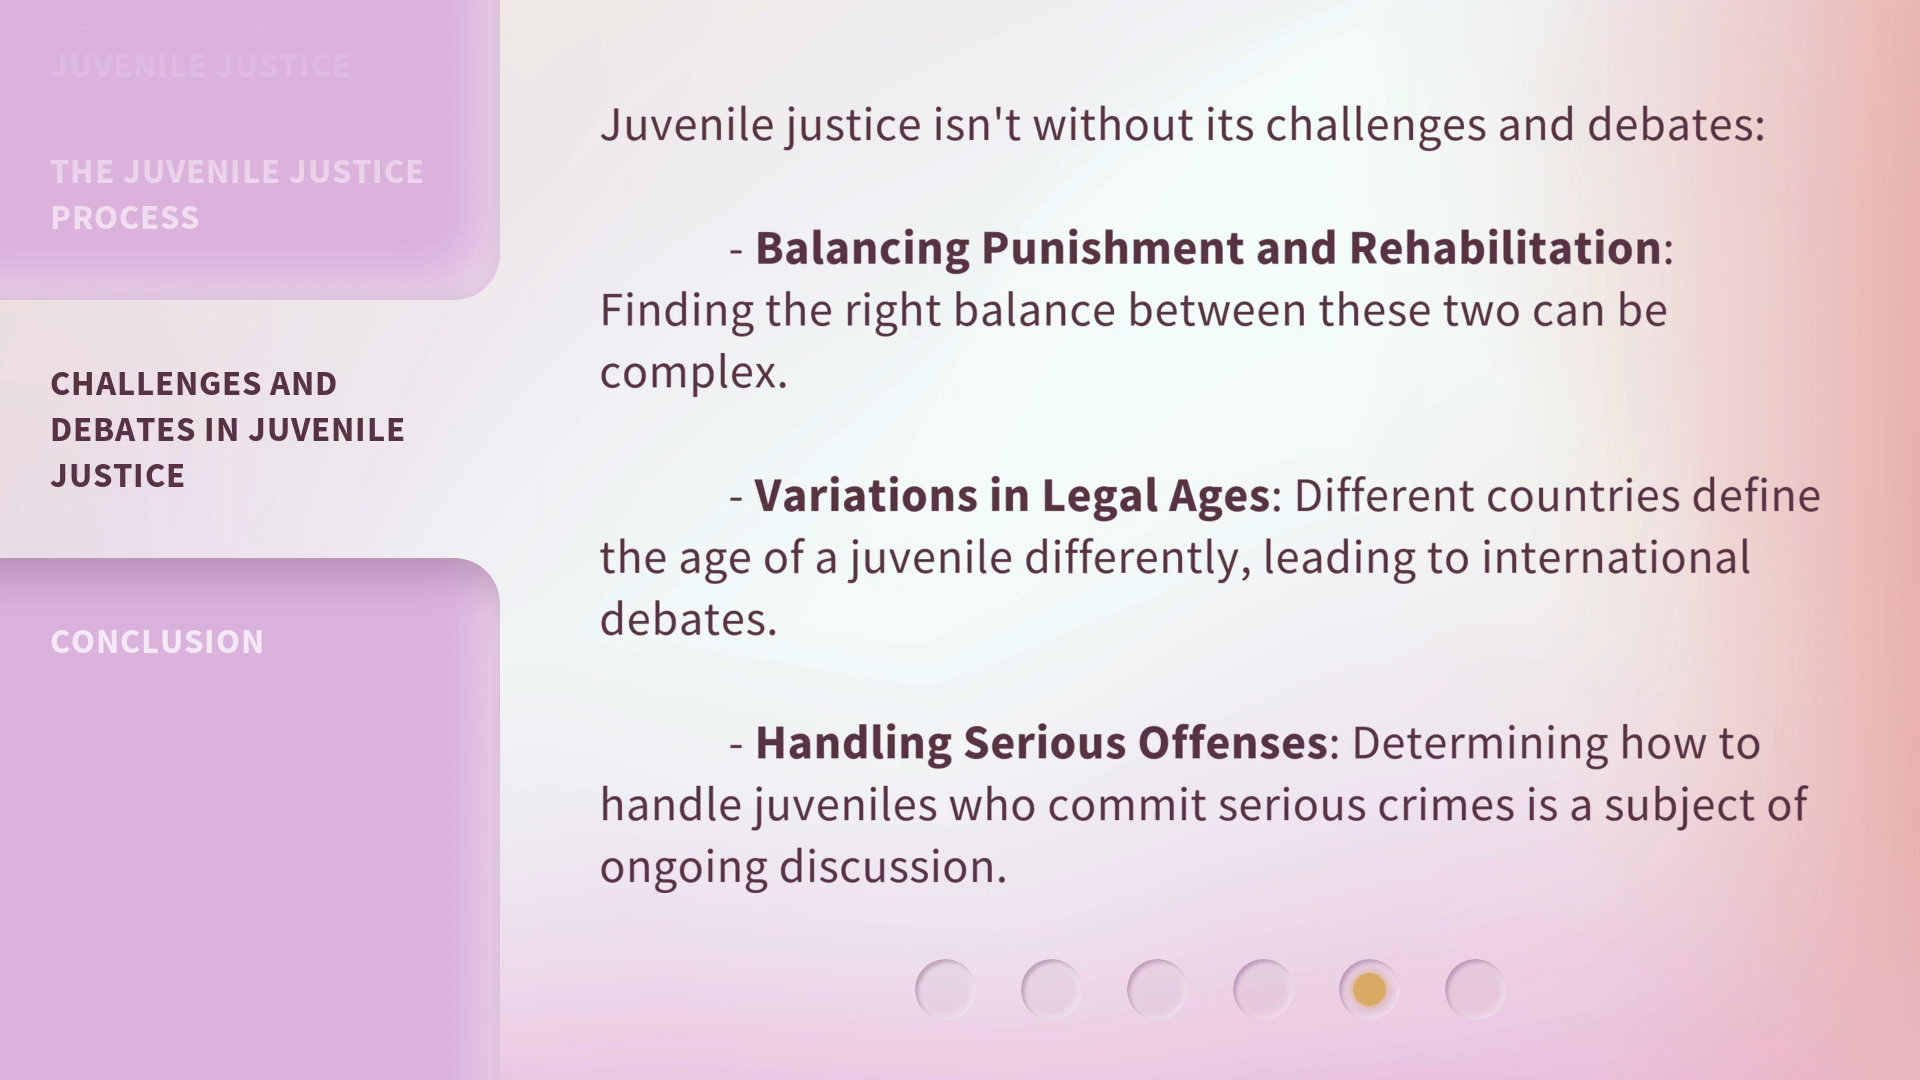 JUVENILE JUSTICE
THE JUVENILE JUSTICE
PROCESS
CHALLENGES AND
DEBATES IN JUVENILE
JUSTICE
CONCLUSION
Juvenile justice isn't without its challenges and debates:
- Balancing Punishment and Rehabilitation:
Finding the right balance between these two can be
complex.
- Variations in Legal Ages: Different countries define
the age of a juvenile differently, leading to international
debates.
- Handling Serious Offenses: Determining how to
handle juveniles who commit serious crimes is a subject of
ongoing discussion.